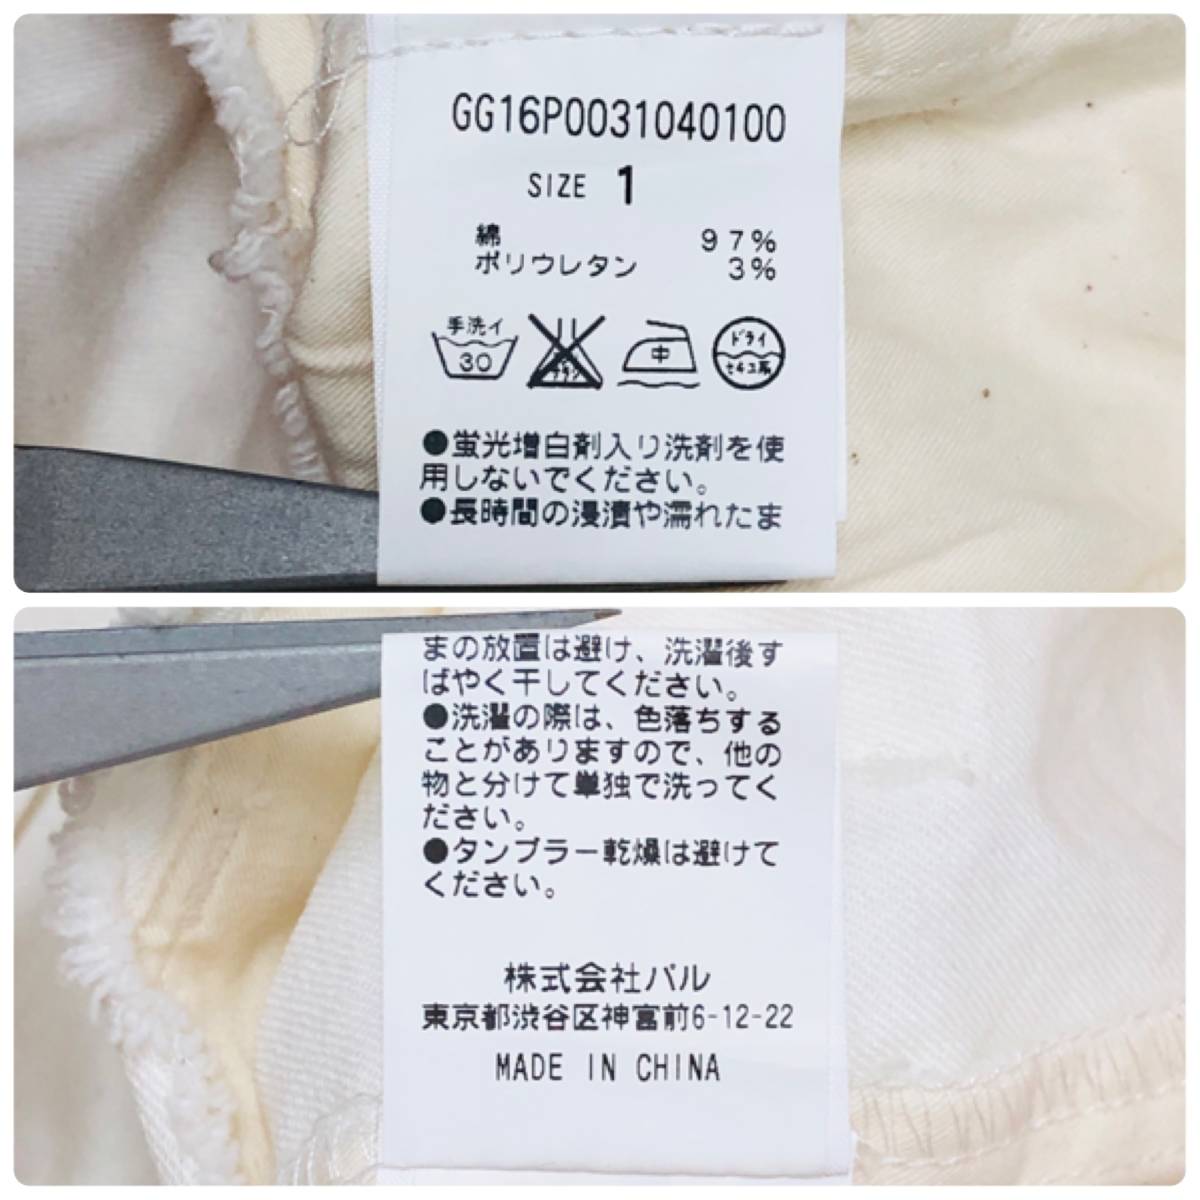 GG16P0031040100
SIZE 1
綿 97%
ポリウレタン 3%
手洗イ
30
中
ドライ
セキユ系
●蛍光増白剤入り洗剤を使
用しないでください。
●長時間の浸漬や濡れたま
まの放置は避け、洗濯後す
ばやく干してください。
●洗濯の際は、色落ちする
ことがありますので、他の
物と分けて単独で洗ってく
ださい。
●タンブラー乾燥は避けて
ください。
株式会社パル
東京都渋谷区神宮前6-12-22
MADE IN CHINA